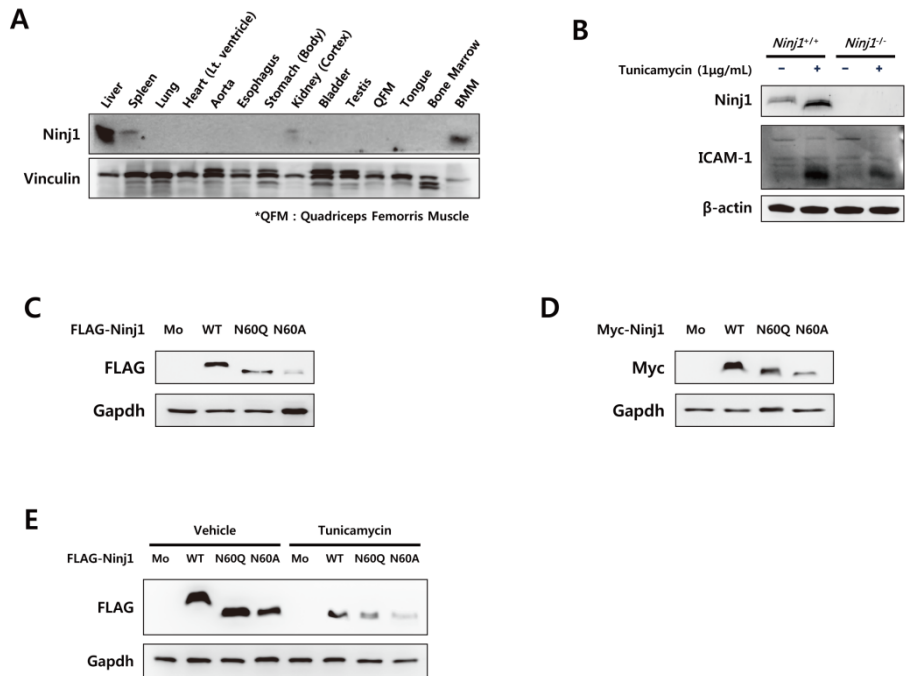 A
Liver Spleen Lung Heart (Lt. ventricle) Aorta Esophagus Stomach (Body) Kidney (Cortex) Bladder Testis QFM Tongue Bone Marrow BMM
Ninj1
Vinculin
*QFM : Quadriceps Femorris Muscle
B
Ninj1+/+ Ninj1-/-
Tunicamycin (1μg/mL) − + − +
Ninj1
ICAM-1
β-actin
C
FLAG-Ninj1 Mo WT N60Q N60A
FLAG
Gapdh
D
Myc-Ninj1 Mo WT N60Q N60A
Myc
Gapdh
E
Vehicle Tunicamycin
FLAG-Ninj1 Mo WT N60Q N60A Mo WT N60Q N60A
FLAG
Gapdh